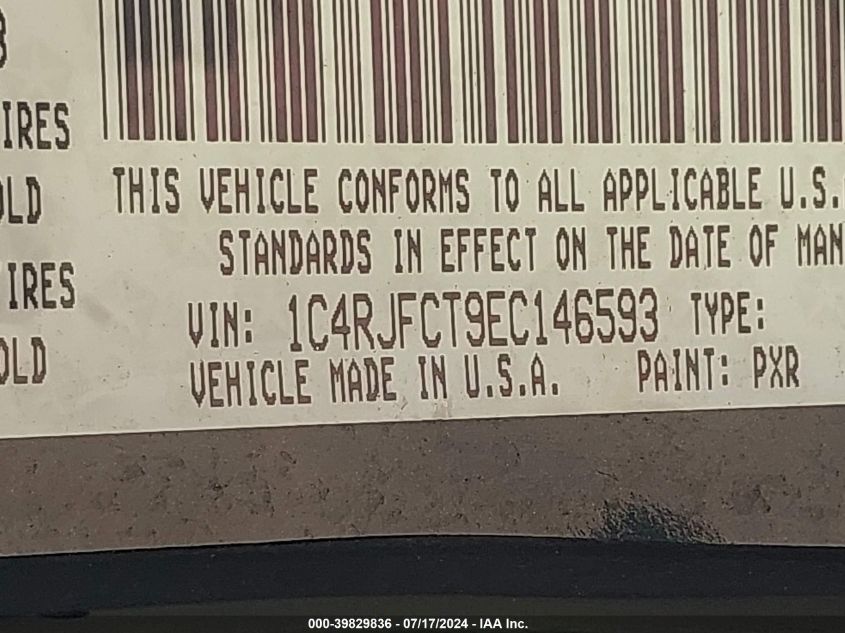 3
IRES
OLD
IRES
OLD
THIS VEHICLE CONFORMS TO ALL APPLICABLE U.S.
STANDARDS IN EFFECT ON THE DATE OF MAN
VIN: 1C4RJFCT9EC146593 TYPE:
VEHICLE MADE IN U.S.A. PAINT: PXR
000-39829836 - 07/17/2024 - IAA Inc.